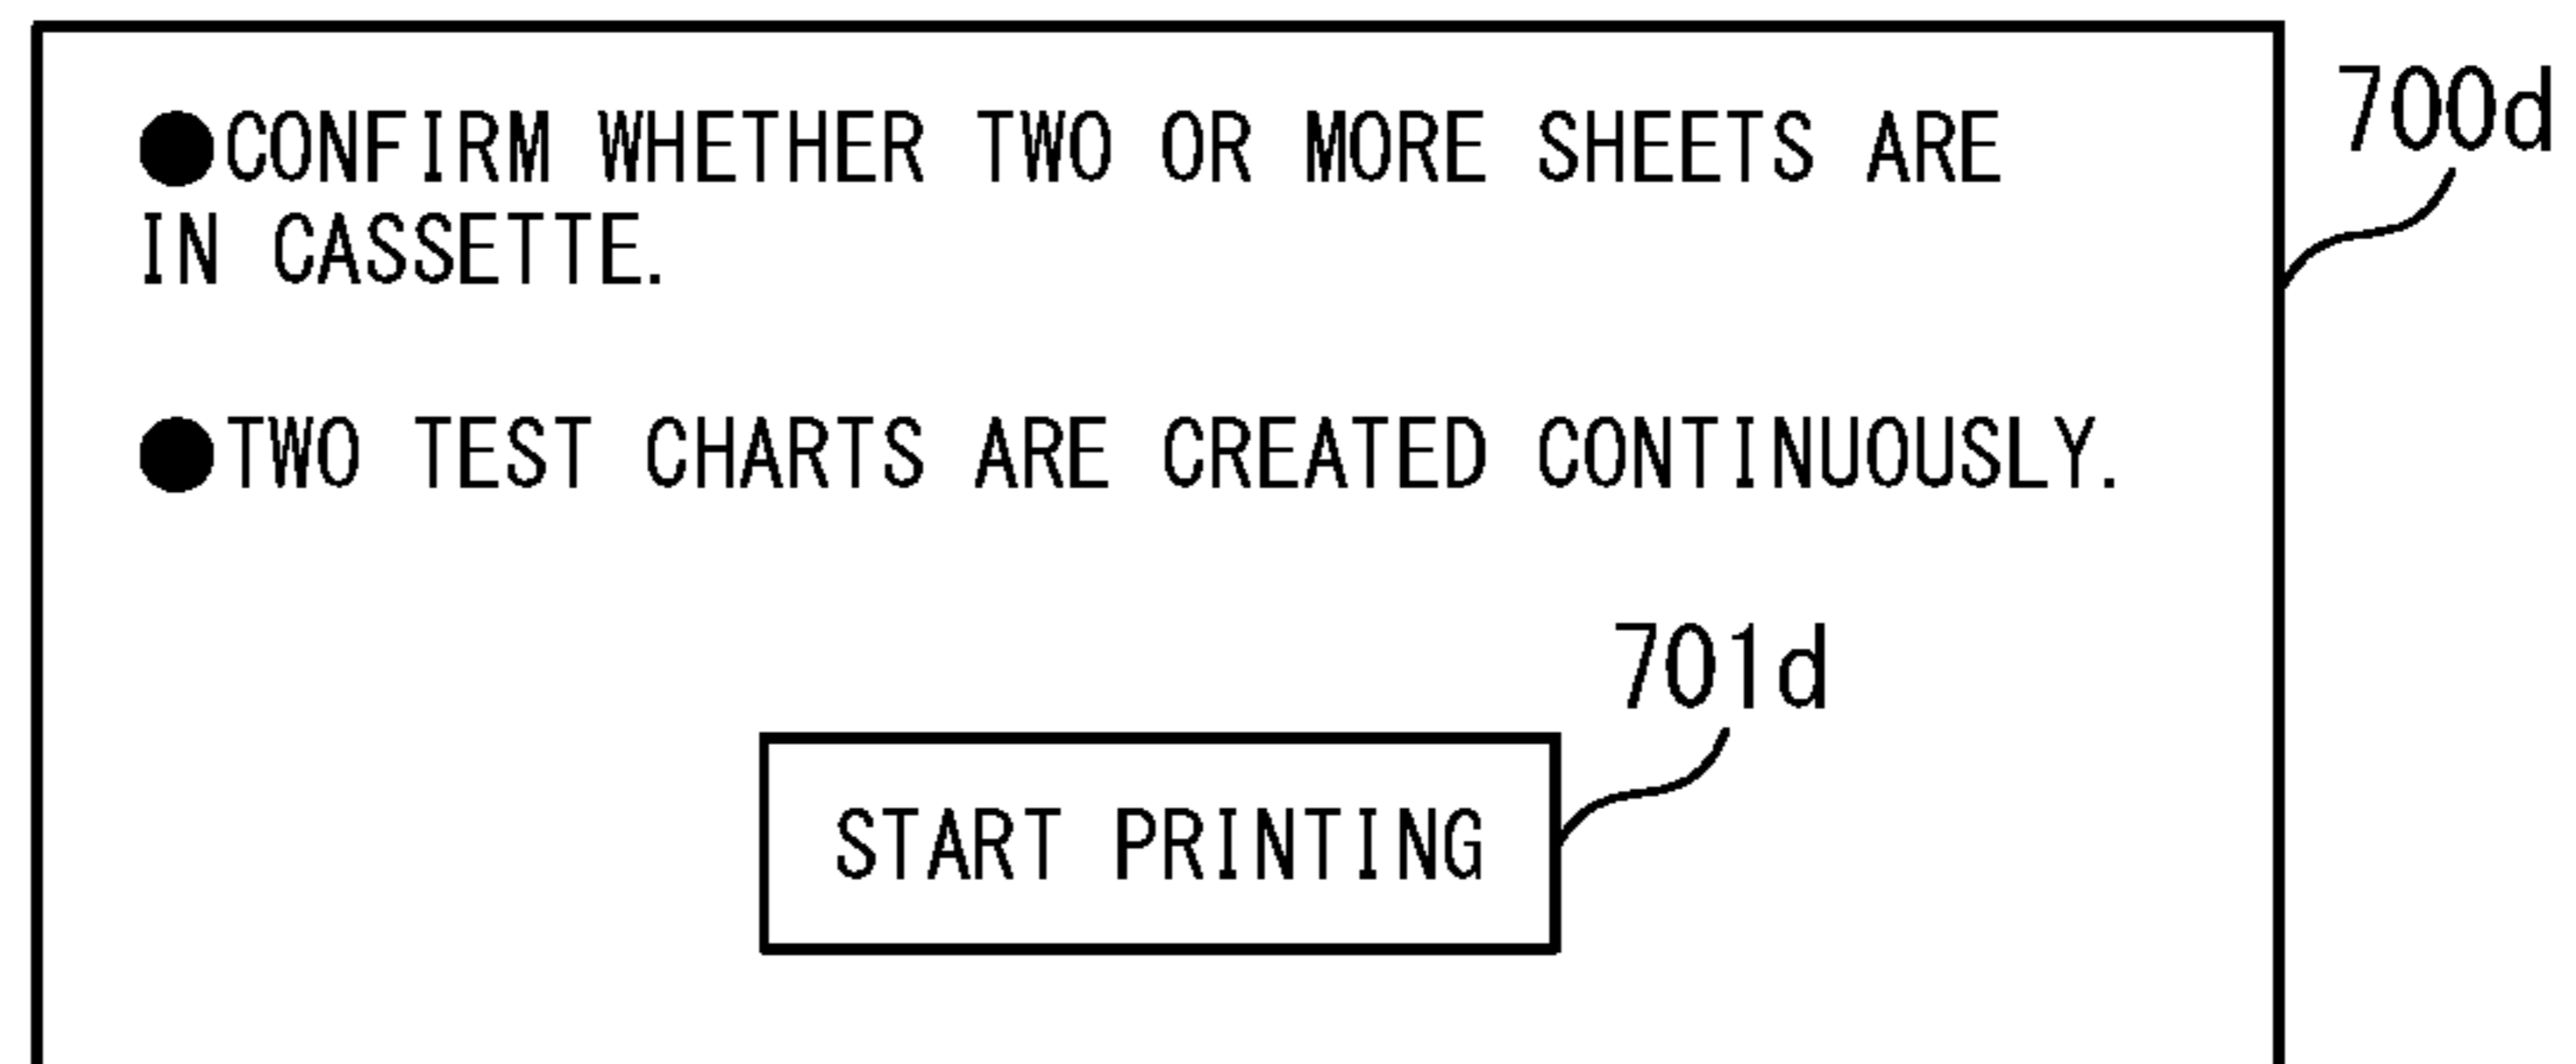 ●CONFIRM WHETHER TWO OR MORE SHEETS ARE
IN CASSETTE.
700d
●TWO TEST CHARTS ARE CREATED CONTINUOUSLY.
701d
START PRINTING